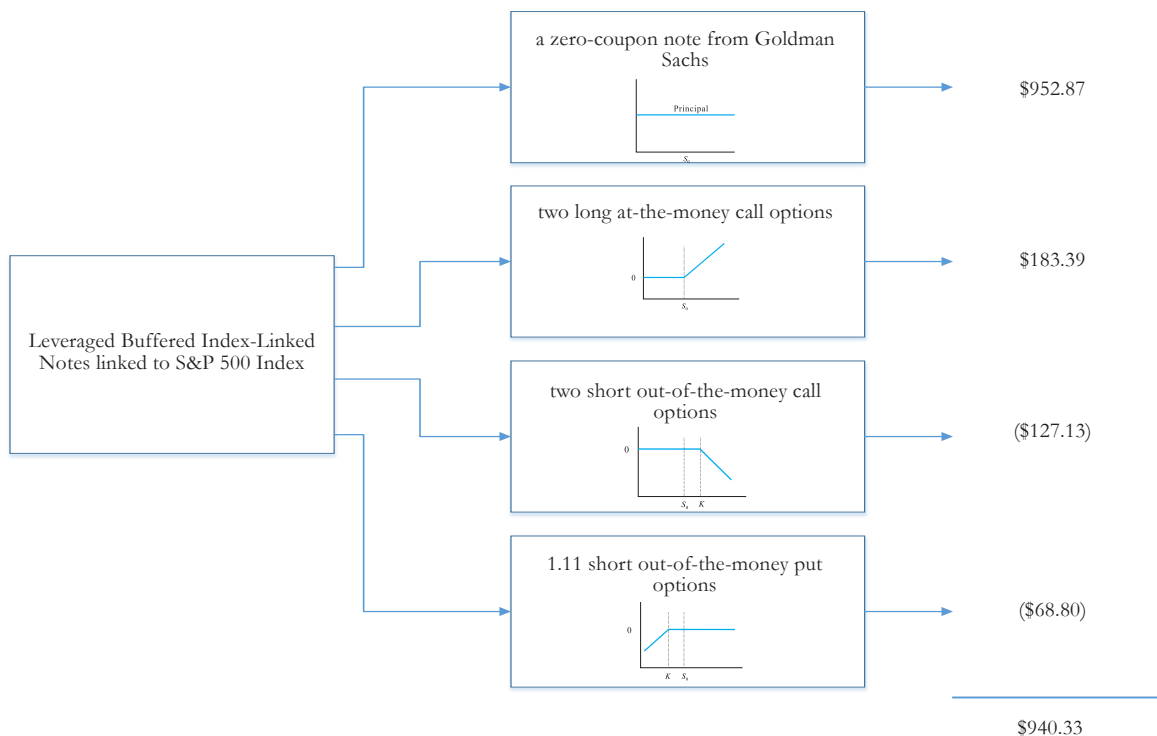 a zero-coupon note from Goldman
Sachs
Principal
S₀
$952.87
two long at-the-money call options
0
S₀
$183.39
Leveraged Buffered Index-Linked
Notes linked to S&P 500 Index
two short out-of-the-money call
options
0
S₀ K
($127.13)
1.11 short out-of-the-money put
options
0
K S₀
($68.80)
$940.33